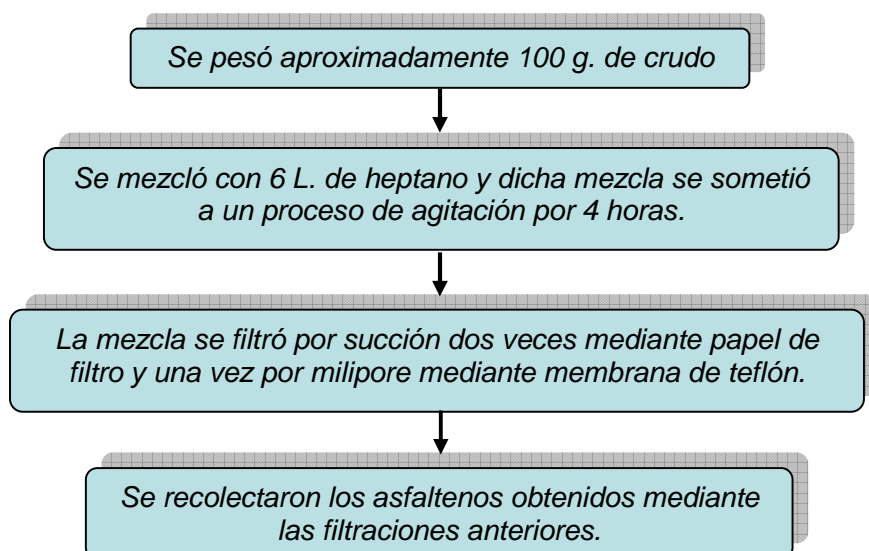 Se pesó aproximadamente 100 g. de crudo
Se mezcló con 6 L. de heptano y dicha mezcla se sometió
a un proceso de agitación por 4 horas.
La mezcla se filtró por succión dos veces mediante papel de
filtro y una vez por milipore mediante membrana de teflón.
Se recolectaron los asfaltenos obtenidos mediante
las filtraciones anteriores.